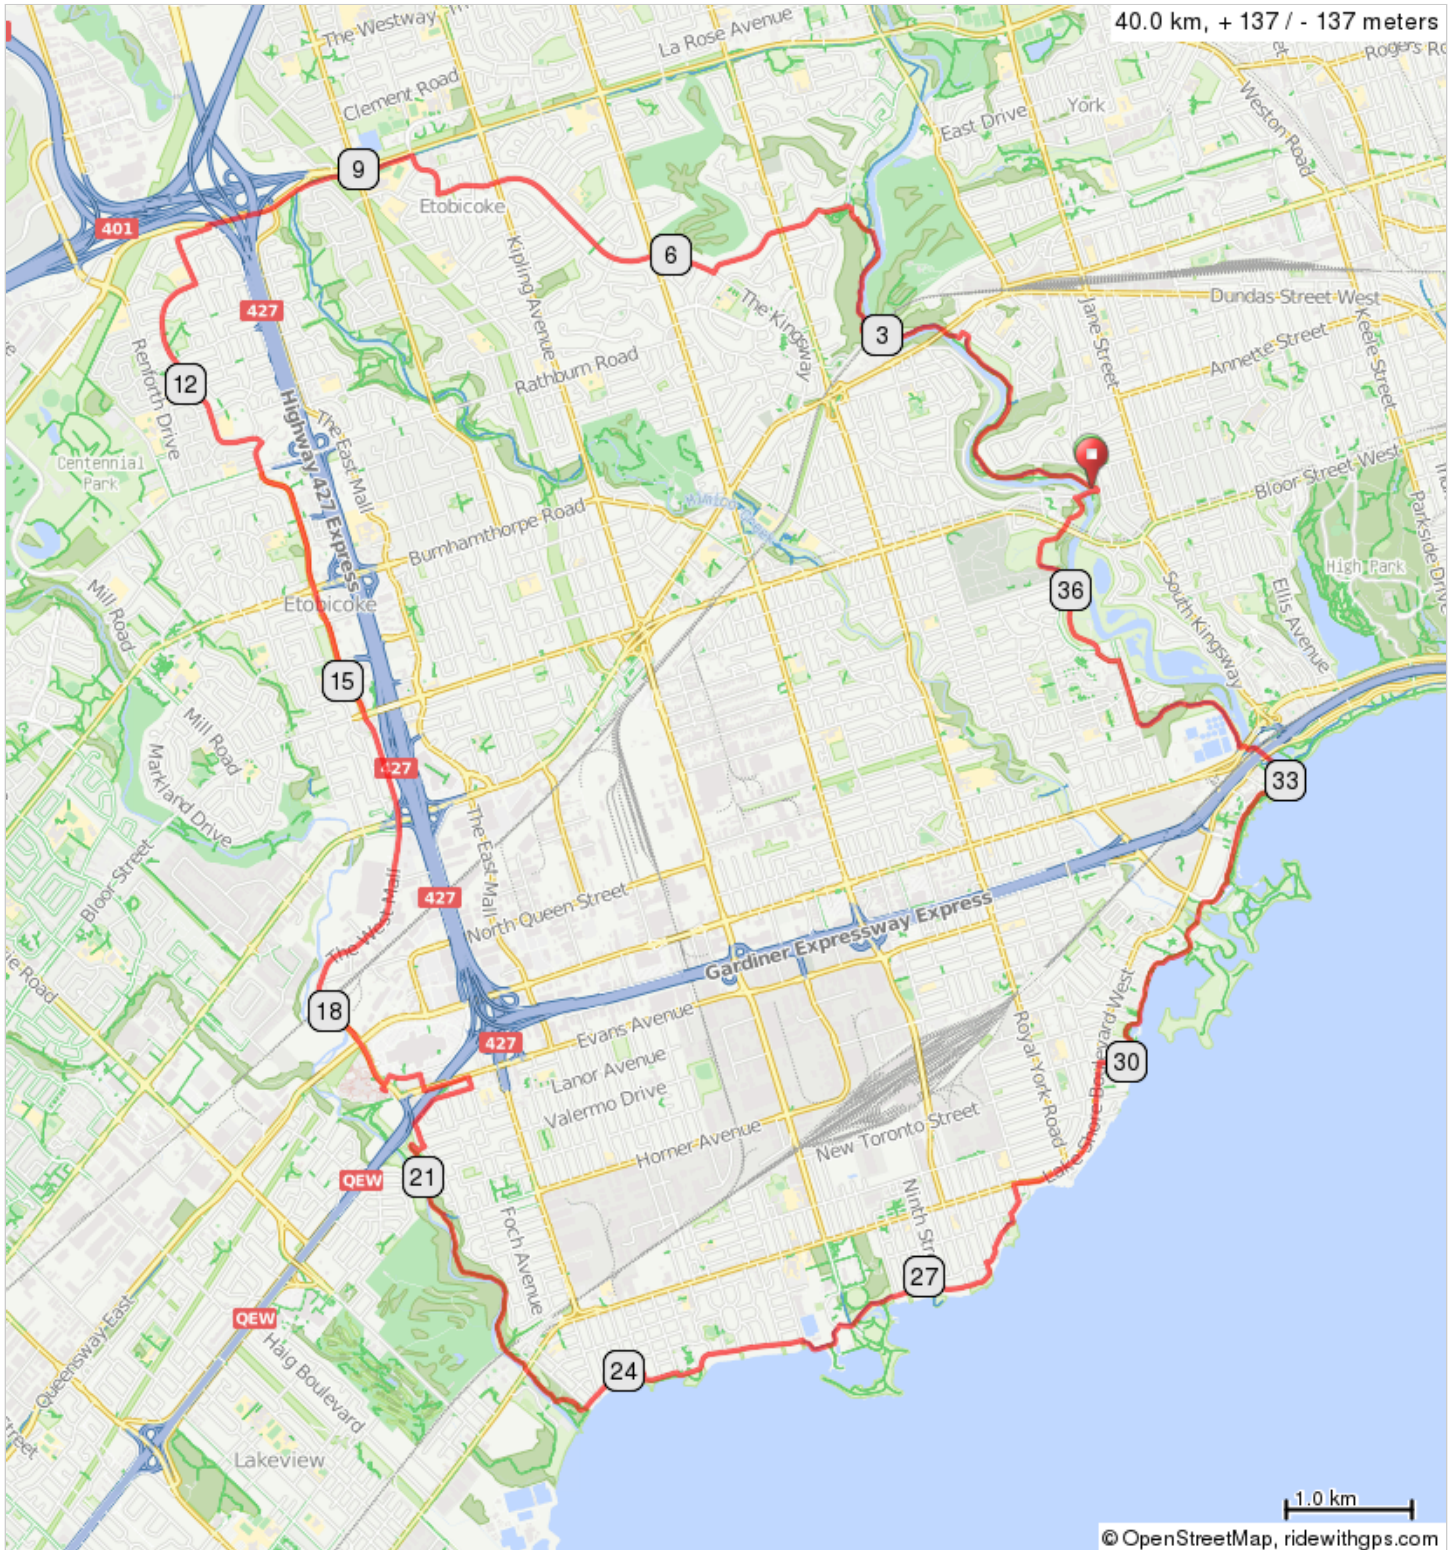 40.0 km, + 137 / - 137 meters
The Westway
La Rose Avenue
Clement Road
York
East Drive
Weston Road
9
Etobicoke
401
Kipling Avenue
6
427
The Kingsway
Dundas Street West
Jane Street
Keele Street
3
Annette Street
Renforth Drive
Rathburn Road
12
Highway 427 Express
The East Mall
Centennial
Park
Bloor Street West
Parkside Drive
Burnhamthorpe Road
High Park
Mill Road
Etobicoke
36
South Kingsway
Ellis Avenue
15
Mill Road
Markland Drive
427
33
The East Mall
Bloor Street
The West Mall
427
North Queen Street
Gardiner Expressway Express
18
Evans Avenue
427
Royal York Road
Lake Shore Boulevard West
30
Lanor Avenue
Valermo Drive
Horner Avenue
New Toronto Street
QEW
21
Foch Avenue
Ninth Str
27
QEW
Queensway East
Haig Boulevard
24
Lakeview
1.0 km
© OpenStreetMap, ridewithgps.com